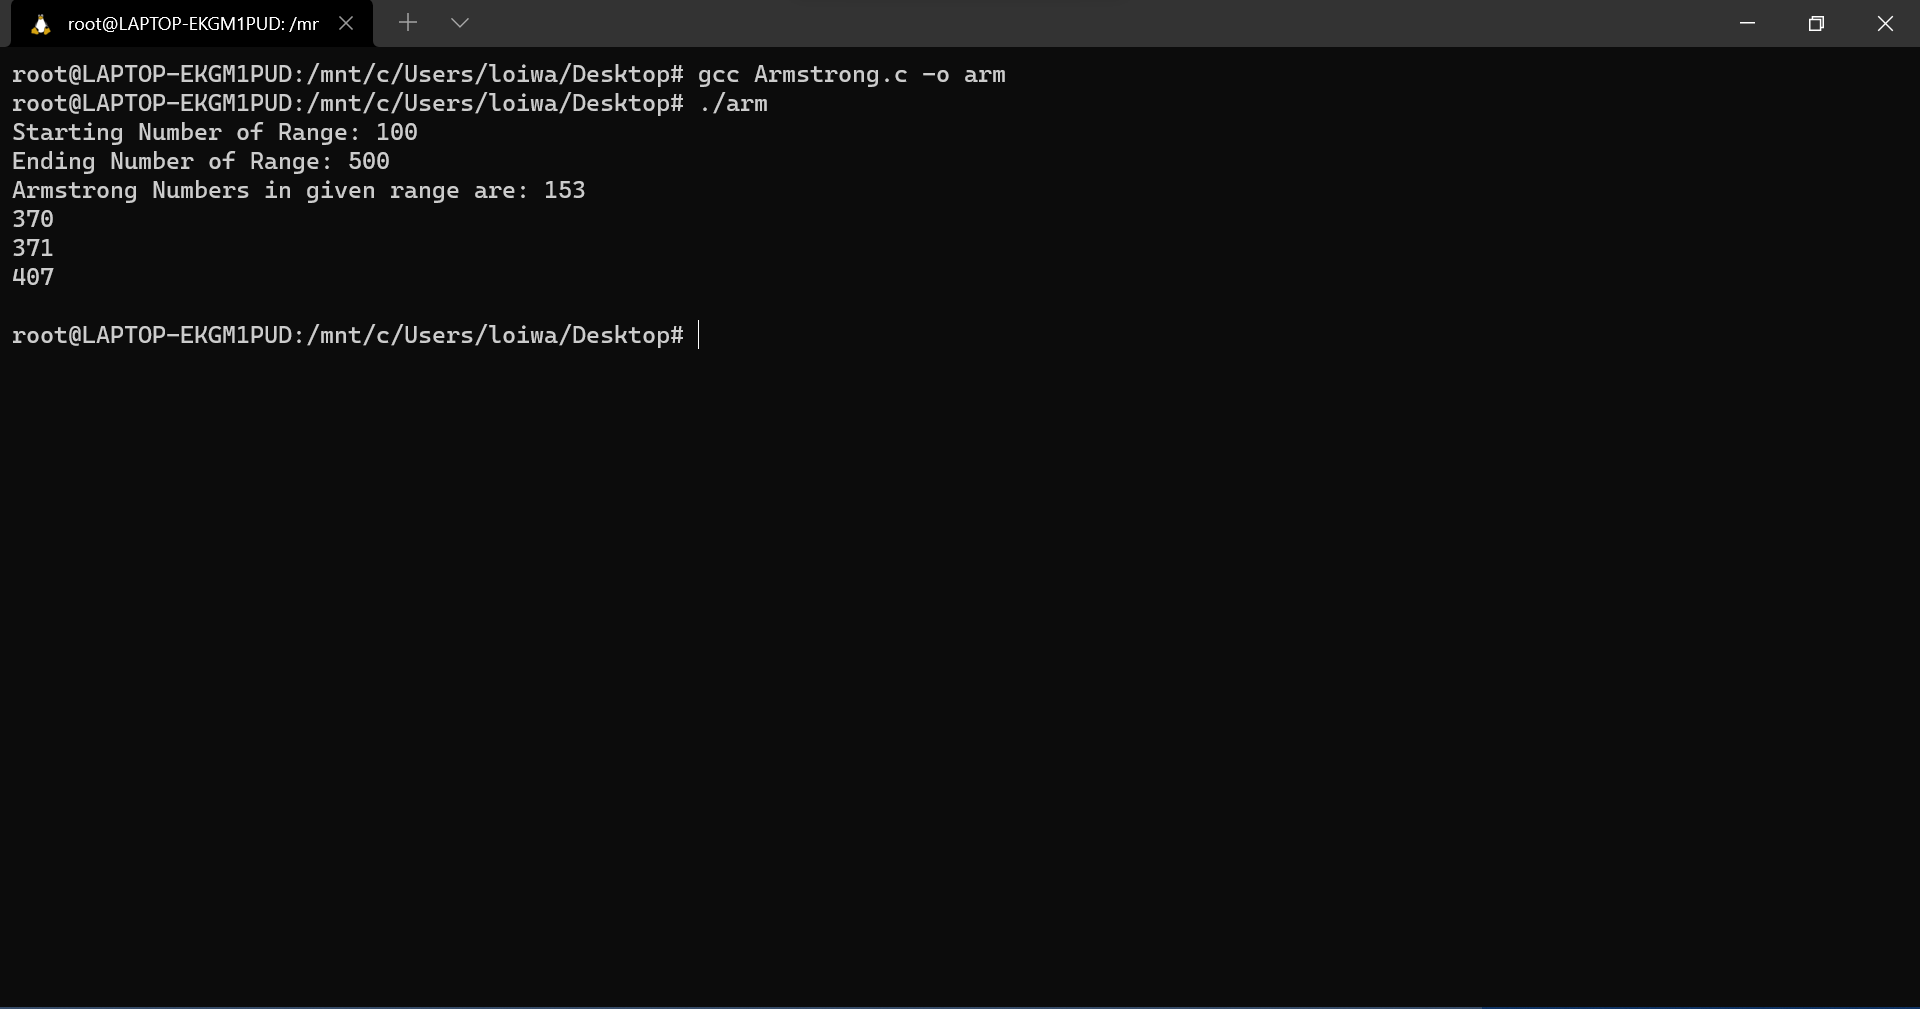 root@LAPTOP-EKGM1PUD: /mr
root@LAPTOP-EKGM1PUD:/mnt/c/Users/loiwa/Desktop# gcc Armstrong.c -o arm
root@LAPTOP-EKGM1PUD:/mnt/c/Users/loiwa/Desktop# ./arm
Starting Number of Range: 100
Ending Number of Range: 500
Armstrong Numbers in given range are: 153
370
371
407
root@LAPTOP-EKGM1PUD:/mnt/c/Users/loiwa/Desktop#